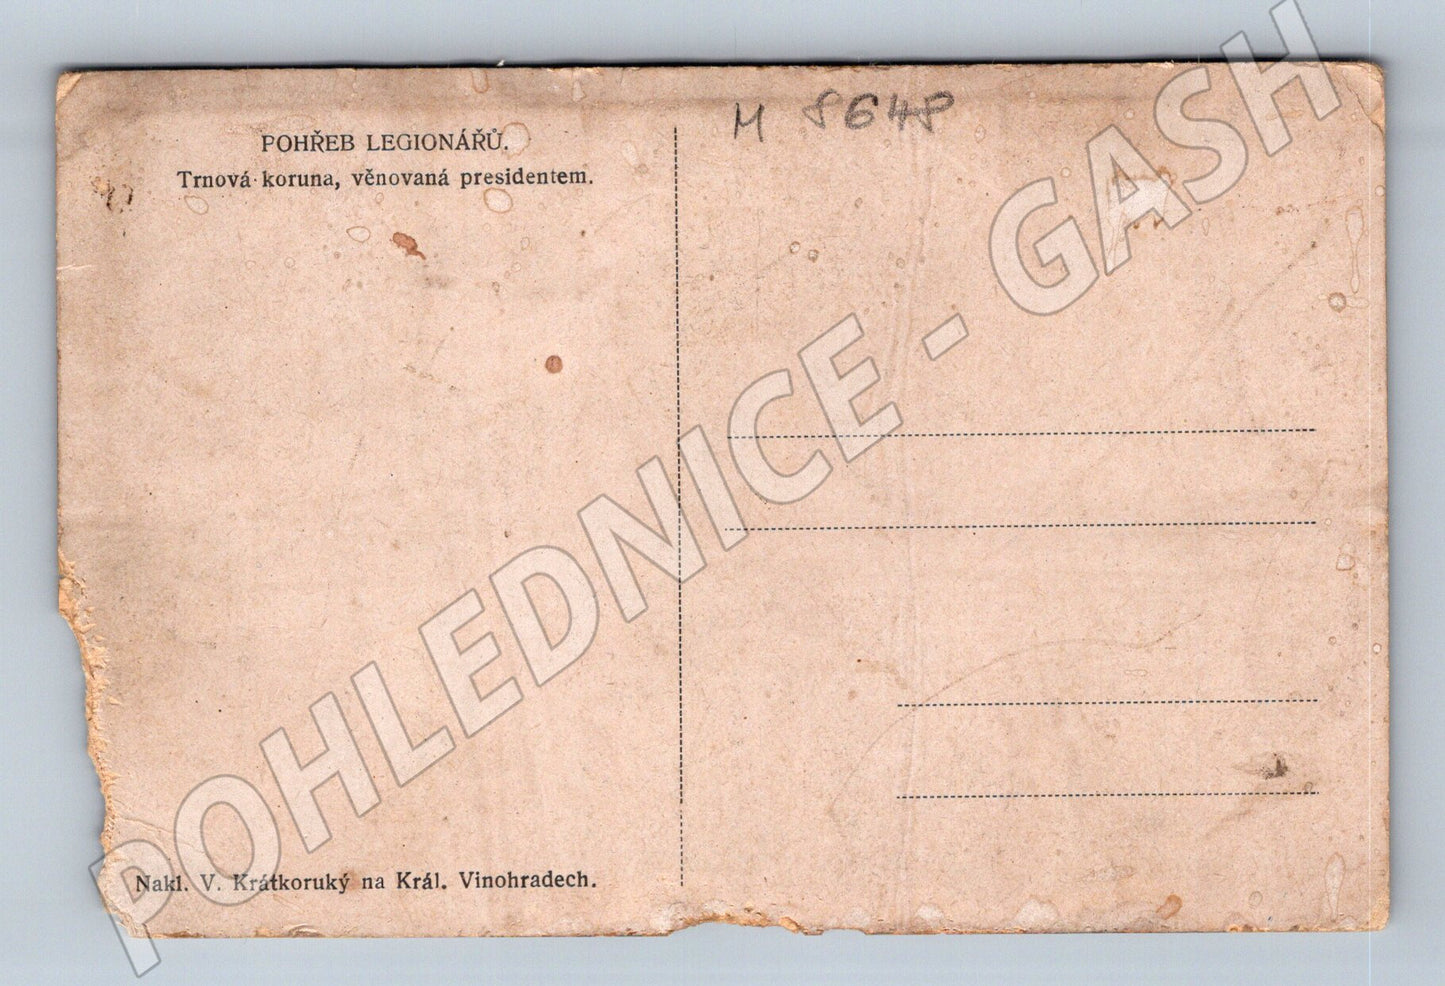 M 8648
POHŘEB LEGIONÁŘŮ.
Trnová koruna, věnovaná presidentem.
POHLEDNICE - GASH
Nakl. V. Krátkoruký na Král. Vinohradech.